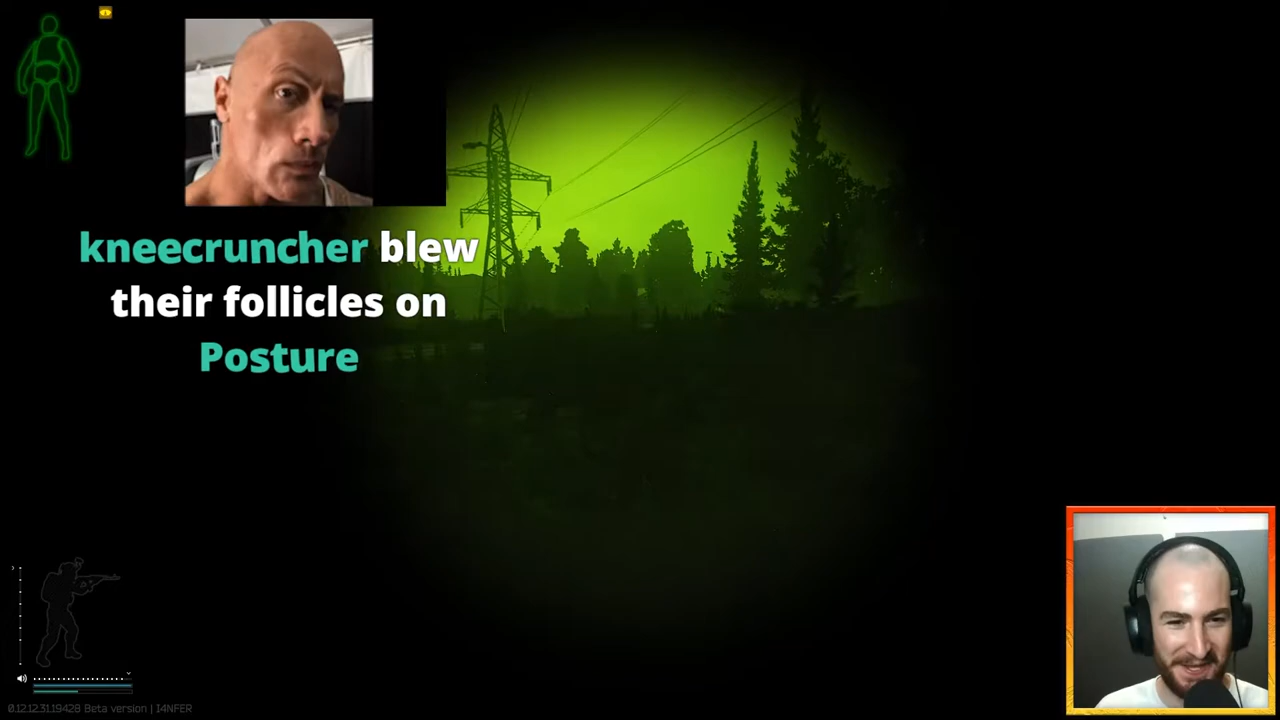 kneecruncher blew
their follicles on
Posture
0.12.12.31.19428 Beta version | I4NFER